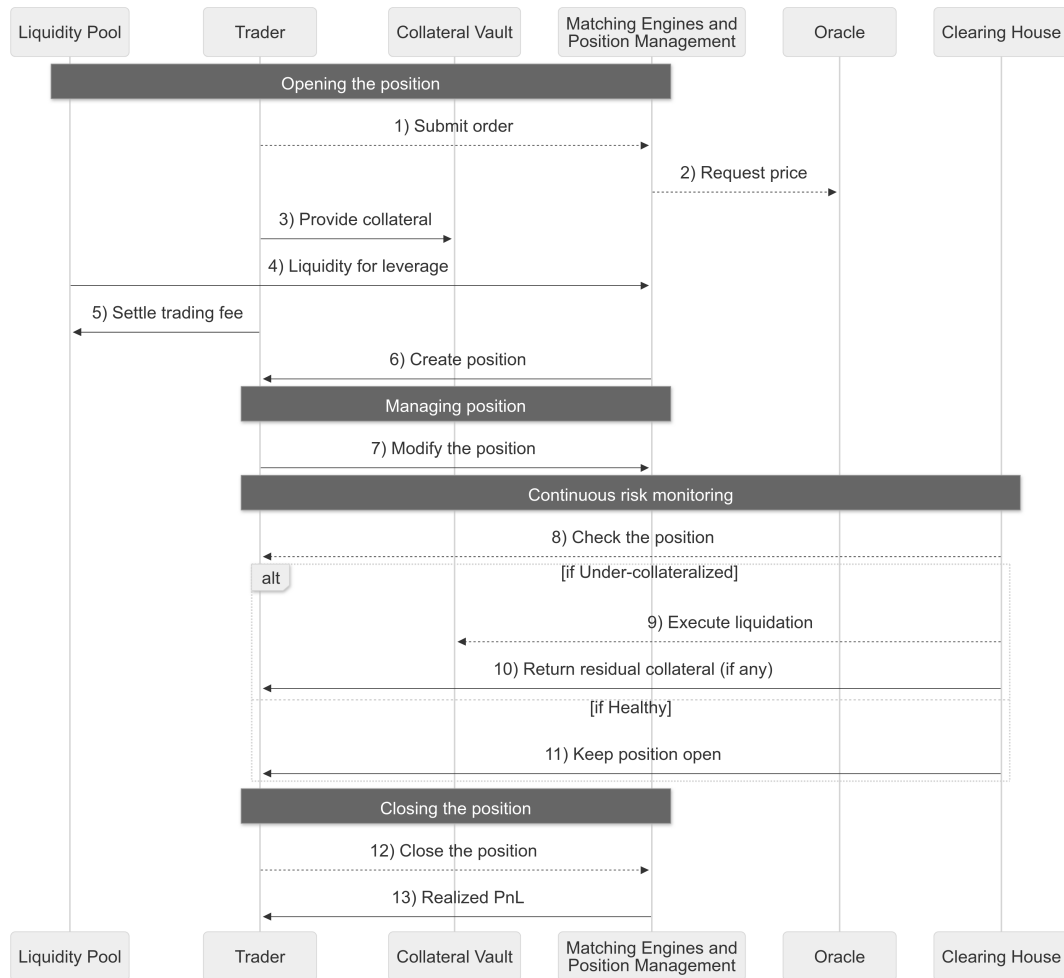 Liquidity Pool
Trader
Collateral Vault
Matching Engines and
Position Management
Oracle
Clearing House
Opening the position
1) Submit order
2) Request price
3) Provide collateral
4) Liquidity for leverage
5) Settle trading fee
6) Create position
Managing position
7) Modify the position
Continuous risk monitoring
8) Check the position
alt
[if Under-collateralized]
9) Execute liquidation
10) Return residual collateral (if any)
[if Healthy]
11) Keep position open
Closing the position
12) Close the position
13) Realized PnL
Liquidity Pool
Trader
Collateral Vault
Matching Engines and
Position Management
Oracle
Clearing House